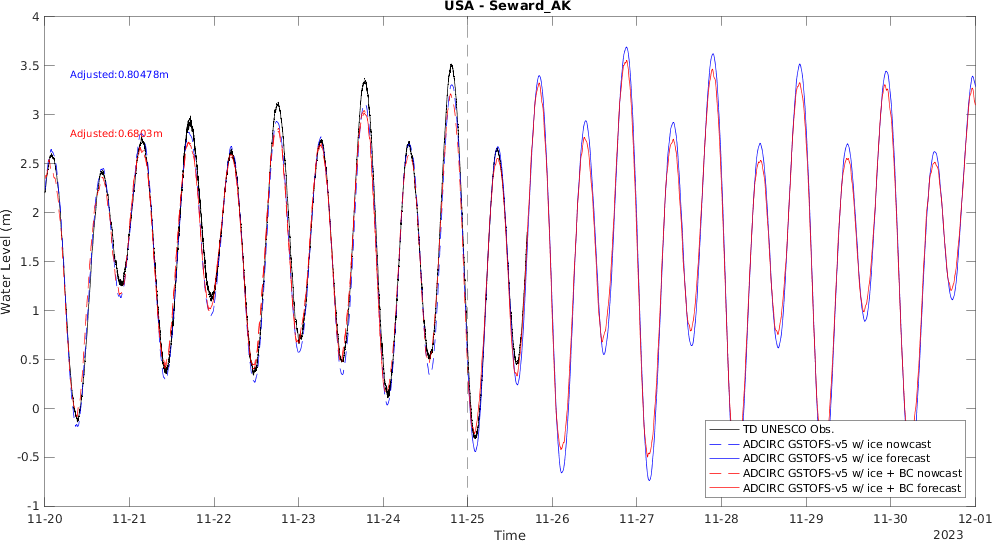 USA - Seward_AK
4
3.5
3
2.5
2
1.5
1
0.5
0
-0.5
-1
Water Level (m)
Adjusted:0.80478m
Adjusted:0.6803m
TD UNESCO Obs.
ADCIRC GSTOFS-v5 w/ ice nowcast
ADCIRC GSTOFS-v5 w/ ice forecast
ADCIRC GSTOFS-v5 w/ ice + BC nowcast
ADCIRC GSTOFS-v5 w/ ice + BC forecast
11-20 11-21 11-22 11-23 11-24 11-25 11-26 11-27 11-28 11-29 11-30 12-01
Time
2023